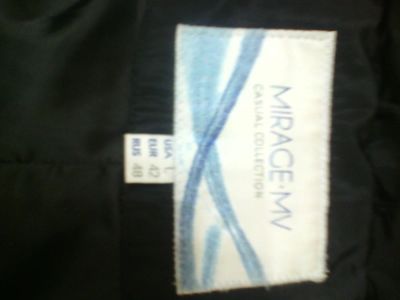 MIRAGE·MV
CASUAL COLLECTION
USA L
EUR 42
RUS 48